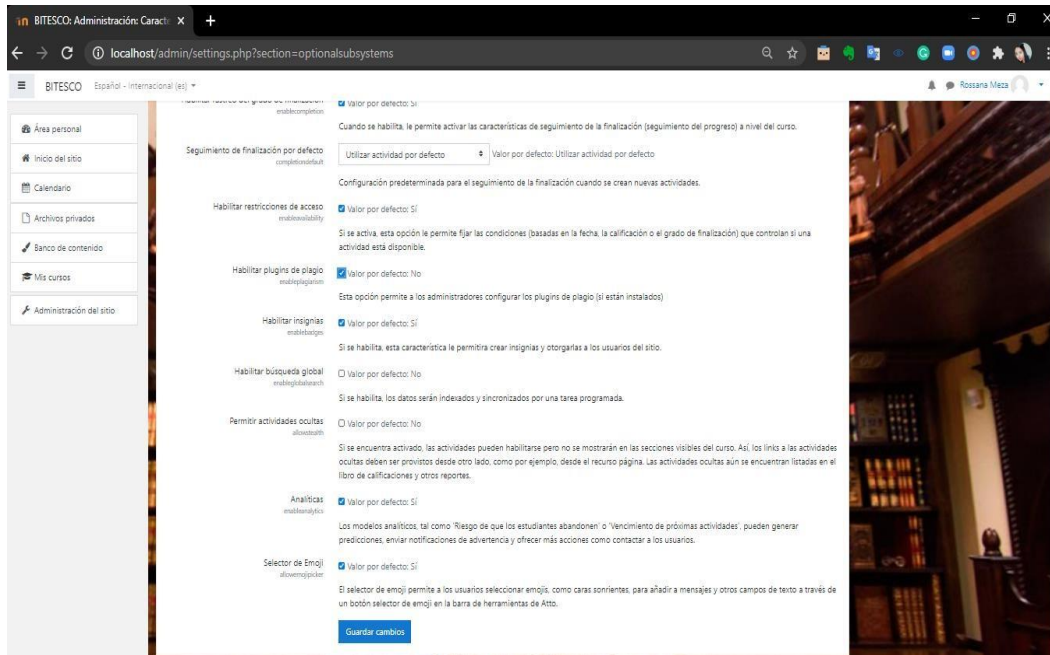 BITESCO: Administración: Caracte
localhost/admin/settings.php?section=optionalsubsystems
BITESCO
Español - Internacional (es)
Rossana Meza
Área personal
Inicio del sitio
Calendario
Archivos privados
Banco de contenido
Mis cursos
Administración del sitio
Habilitar rastreo del grado de finalización
enablecompletion
Valor por defecto: Sí
Cuando se habilita, le permite activar las características de seguimiento de la finalización (seguimiento del progreso) a nivel del curso.
Seguimiento de finalización por defecto
completiondefault
Utilizar actividad por defecto
Valor por defecto: Utilizar actividad por defecto
Configuración predeterminada para el seguimiento de la finalización cuando se crean nuevas actividades.
Habilitar restricciones de acceso
enableavailability
Valor por defecto: Sí
Si se activa, esta opción le permite fijar las condiciones (basadas en la fecha, la calificación o el grado de finalización) que controlan si una
actividad está disponible.
Habilitar plugins de plagio
enableplagiarism
Valor por defecto: No
Esta opción permite a los administradores configurar los plugins de plagio (si están instalados)
Habilitar insignias
enablebadges
Valor por defecto: Sí
Si se habilita, esta característica le permitira crear insignias y otorgarlas a los usuarios del sitio.
Habilitar búsqueda global
enableglobalsearch
Valor por defecto: No
Si se habilita, los datos serán indexados y sincronizados por una tarea programada.
Permitir actividades ocultas
allowstealth
Valor por defecto: No
Si se encuentra activado, las actividades pueden habilitarse pero no se mostrarán en las secciones visibles del curso. Así, los links a las actividades
ocultas deben ser provistos desde otro lado, como por ejemplo, desde el recurso página. Las actividades ocultas aún se encuentran listadas en el
libro de calificaciones y otros reportes.
Analíticas
enableanalytics
Valor por defecto: Sí
Los modelos analíticos, tal como 'Riesgo de que los estudiantes abandonen' o 'Vencimiento de próximas actividades', pueden generar
predicciones, enviar notificaciones de advertencia y ofrecer más acciones como contactar a los usuarios.
Selector de Emoji
allowemojipicker
Valor por defecto: Sí
El selector de emoji permite a los usuarios seleccionar emojis, como caras sonrientes, para añadir a mensajes y otros campos de texto a través de
un botón selector de emoji en la barra de herramientas de Atto.
Guardar cambios